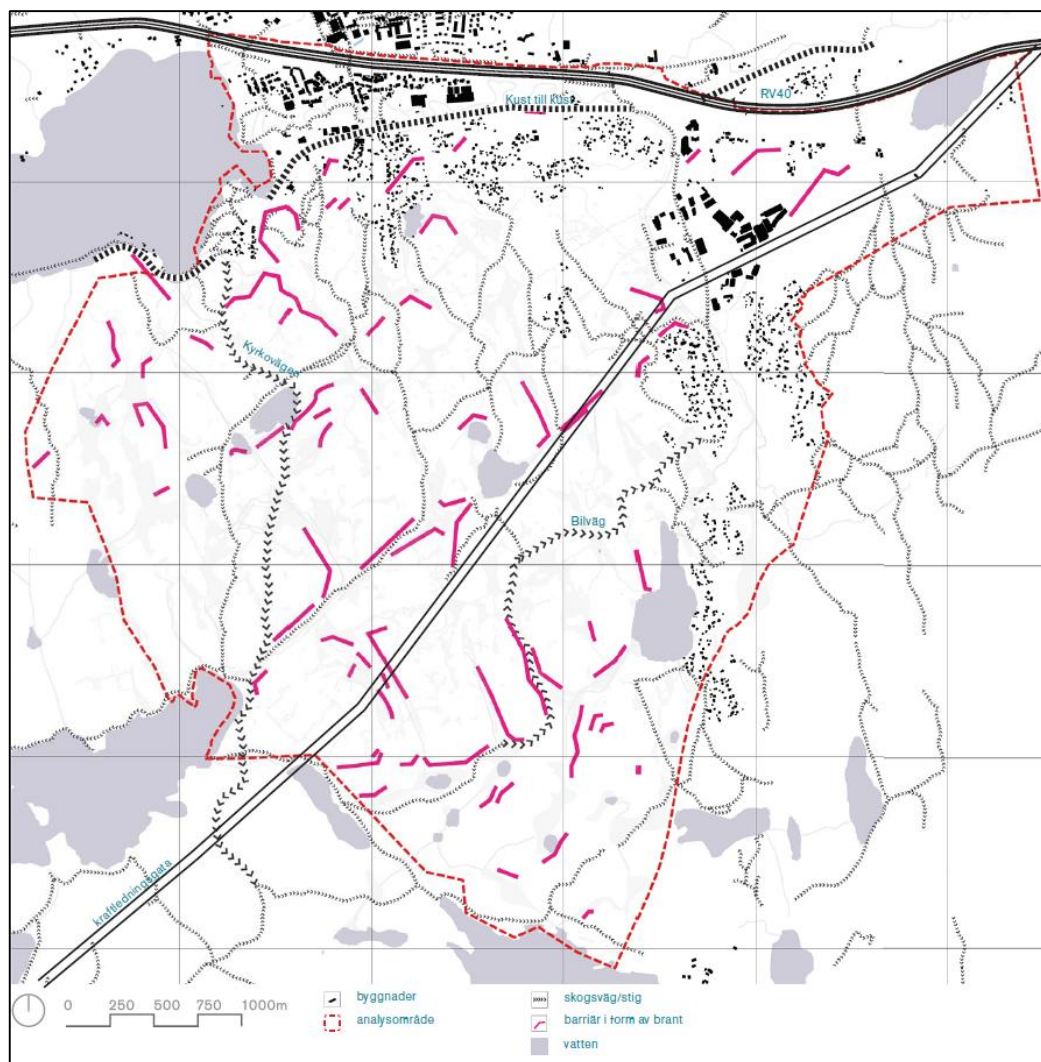 RV40
Kust till kust
Kyrkovägen
Bilväg
kraftledningsgata
0 250 500 750 1000m
byggnader
analysområde
skogsväg/stig
barriär i form av brant
vatten